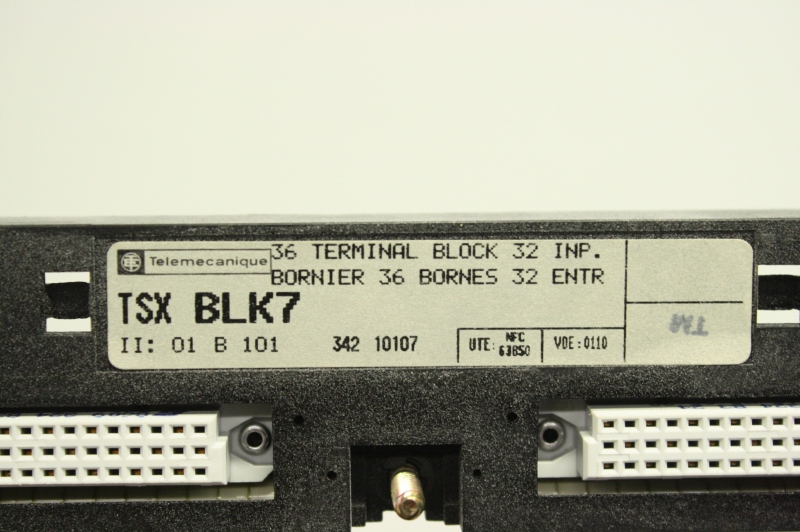 Telemecanique
36 TERMINAL BLOCK 32 INP.
BORNIER 36 BORNES 32 ENTR
TSX BLK7
II: 01 B 101 342 10107 UTE: NFC 63850 VDE:0110
TM